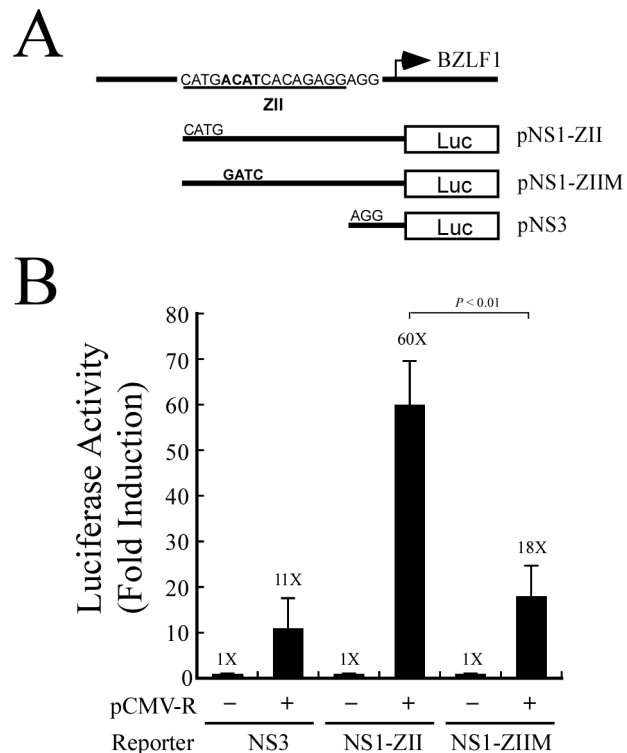 A
BZLF1
CATGACATCACAGAGGAGG
ZII
CATG
Luc
pNS1-ZII
GATC
Luc
pNS1-ZIIM
AGG
Luc
pNS3
B
Luciferase Activity
(Fold Induction)
80
70
60
50
40
30
20
10
0
P < 0.01
1X
11X
1X
60X
1X
18X
pCMV-R – + – + – +
Reporter NS3 NS1-ZII NS1-ZIIM